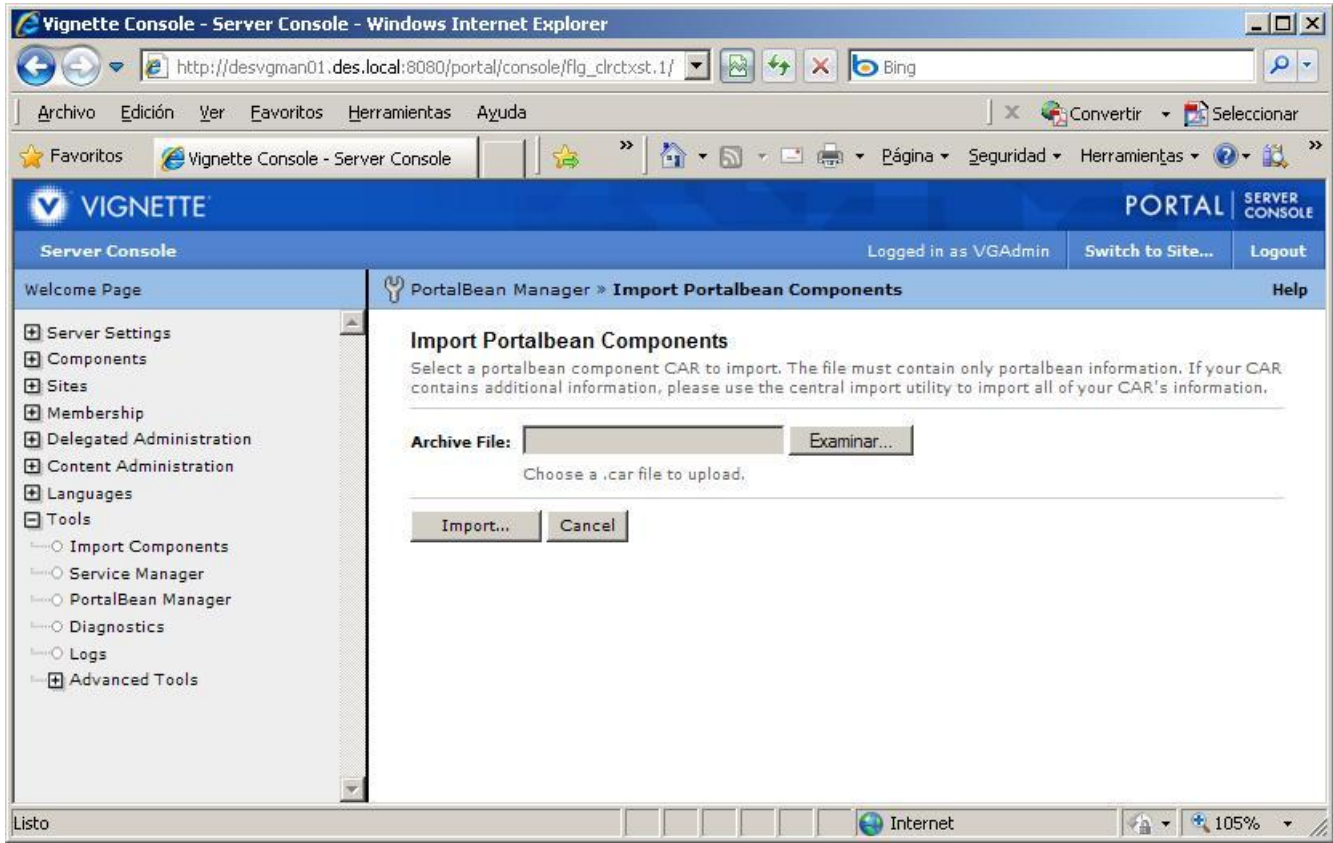 Vignette Console - Server Console - Windows Internet Explorer
http://desvgman01.des.local:8080/portal/console/flg_clrctxst.1/
Bing
Archivo Edición Ver Favoritos Herramientas Ayuda
Convertir Seleccionar
Favoritos
Vignette Console - Server Console
» Página Seguridad Herramientas »
VIGNETTE
PORTAL SERVER CONSOLE
Server Console
Logged in as VGAdmin
Switch to Site...
Logout
Welcome Page
PortalBean Manager » Import Portalbean Components
Help
Server Settings
Components
Sites
Membership
Delegated Administration
Content Administration
Languages
Tools
Import Components
Service Manager
PortalBean Manager
Diagnostics
Logs
Advanced Tools
Import Portalbean Components
Select a portalbean component CAR to import. The file must contain only portalbean information. If your CAR
contains additional information, please use the central import utility to import all of your CAR's information.
Archive File:
Examinar...
Choose a .car file to upload.
Import...
Cancel
Listo
Internet
105%